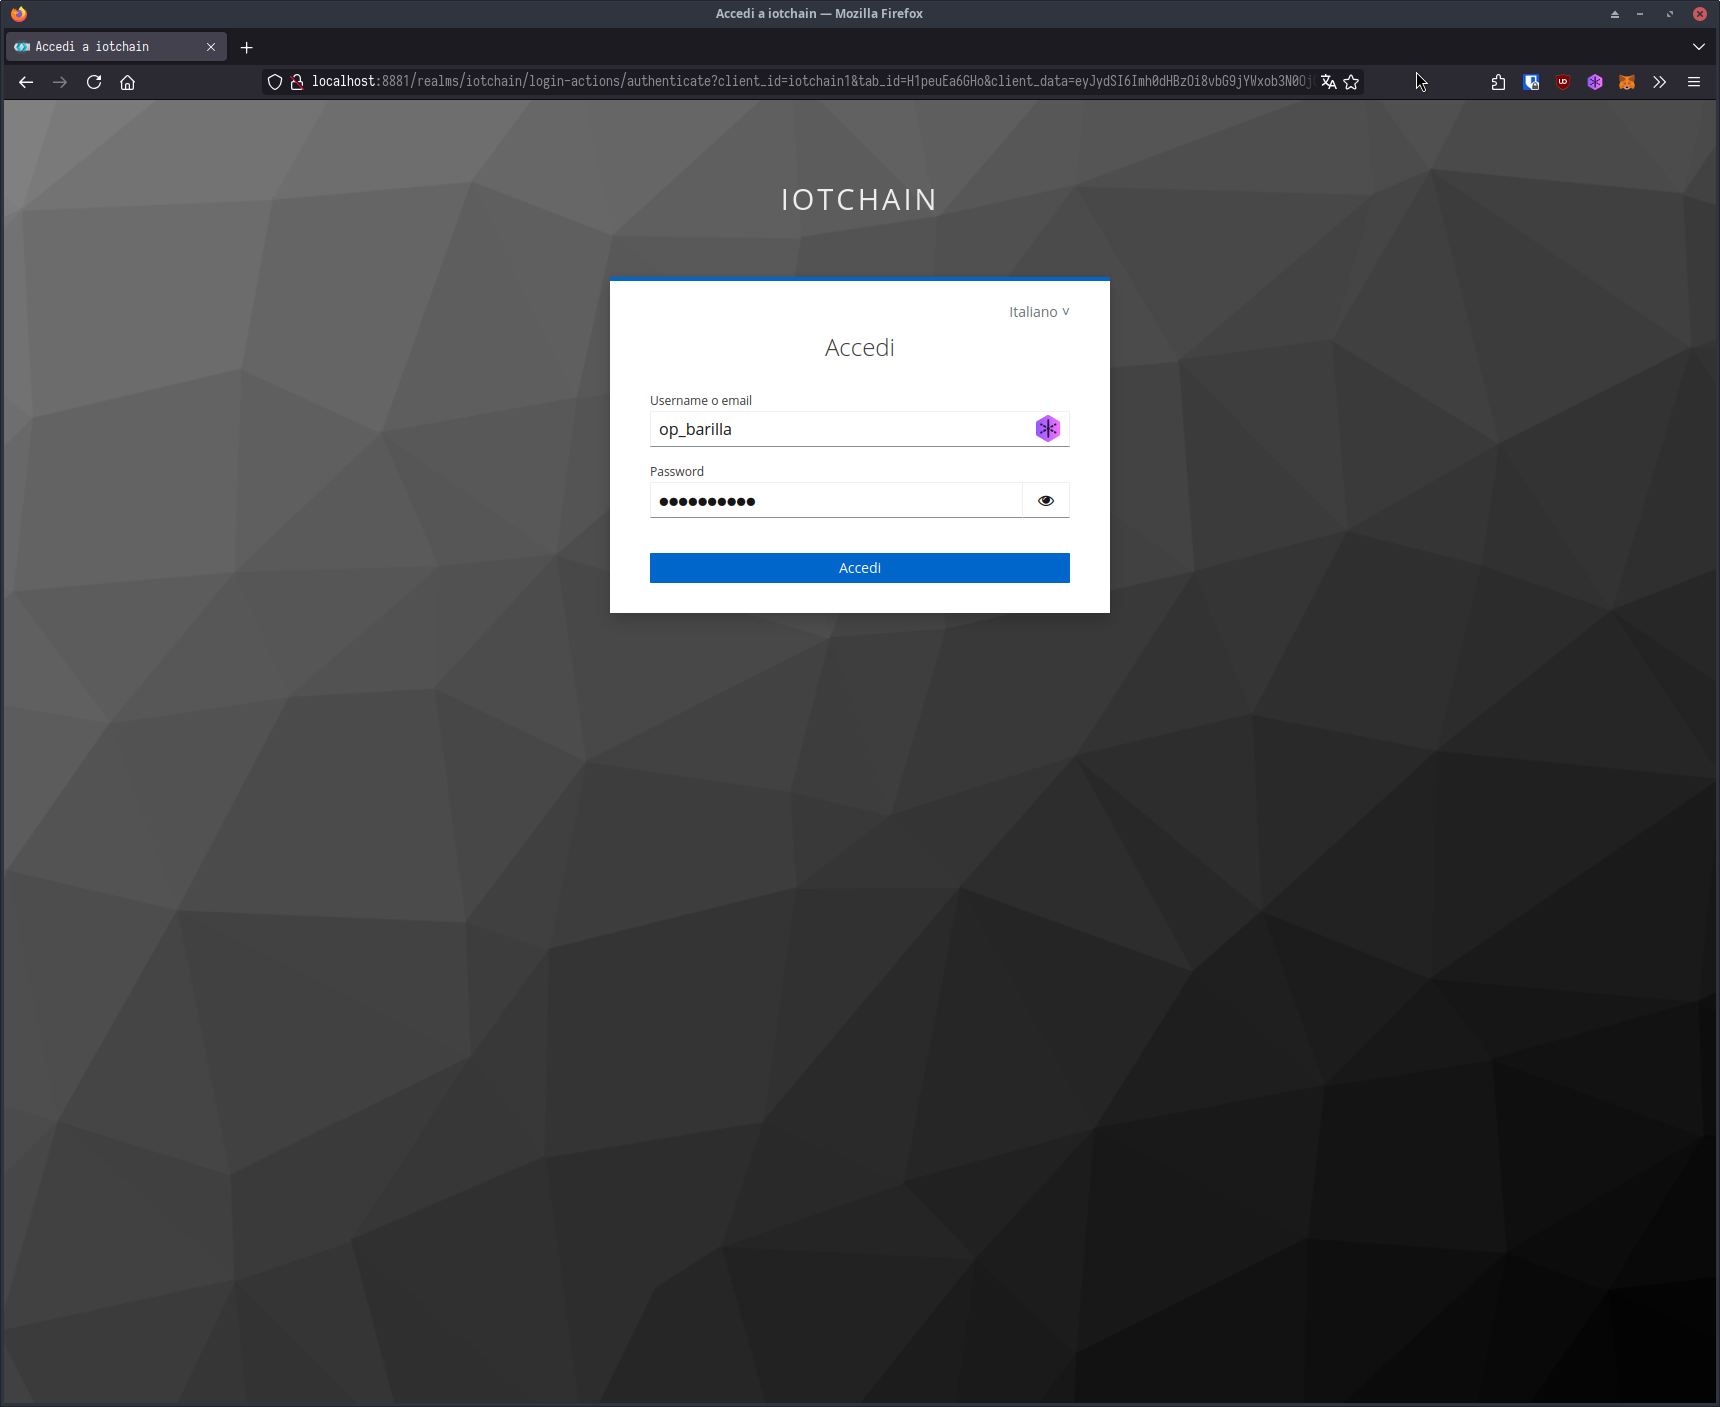 Accedi a iotchain — Mozilla Firefox
Accedi a iotchain
localhost:8881/realms/iotchain/login-actions/authenticate?client_id=iotchain1&tab_id=H1peuEa6GHo&client_data=eyJydSI6Imh0dHBzOi8vbG9jYWxob3N0Oj
IOTCHAIN
Italiano
Accedi
Username o email
op_barilla
Password
Accedi